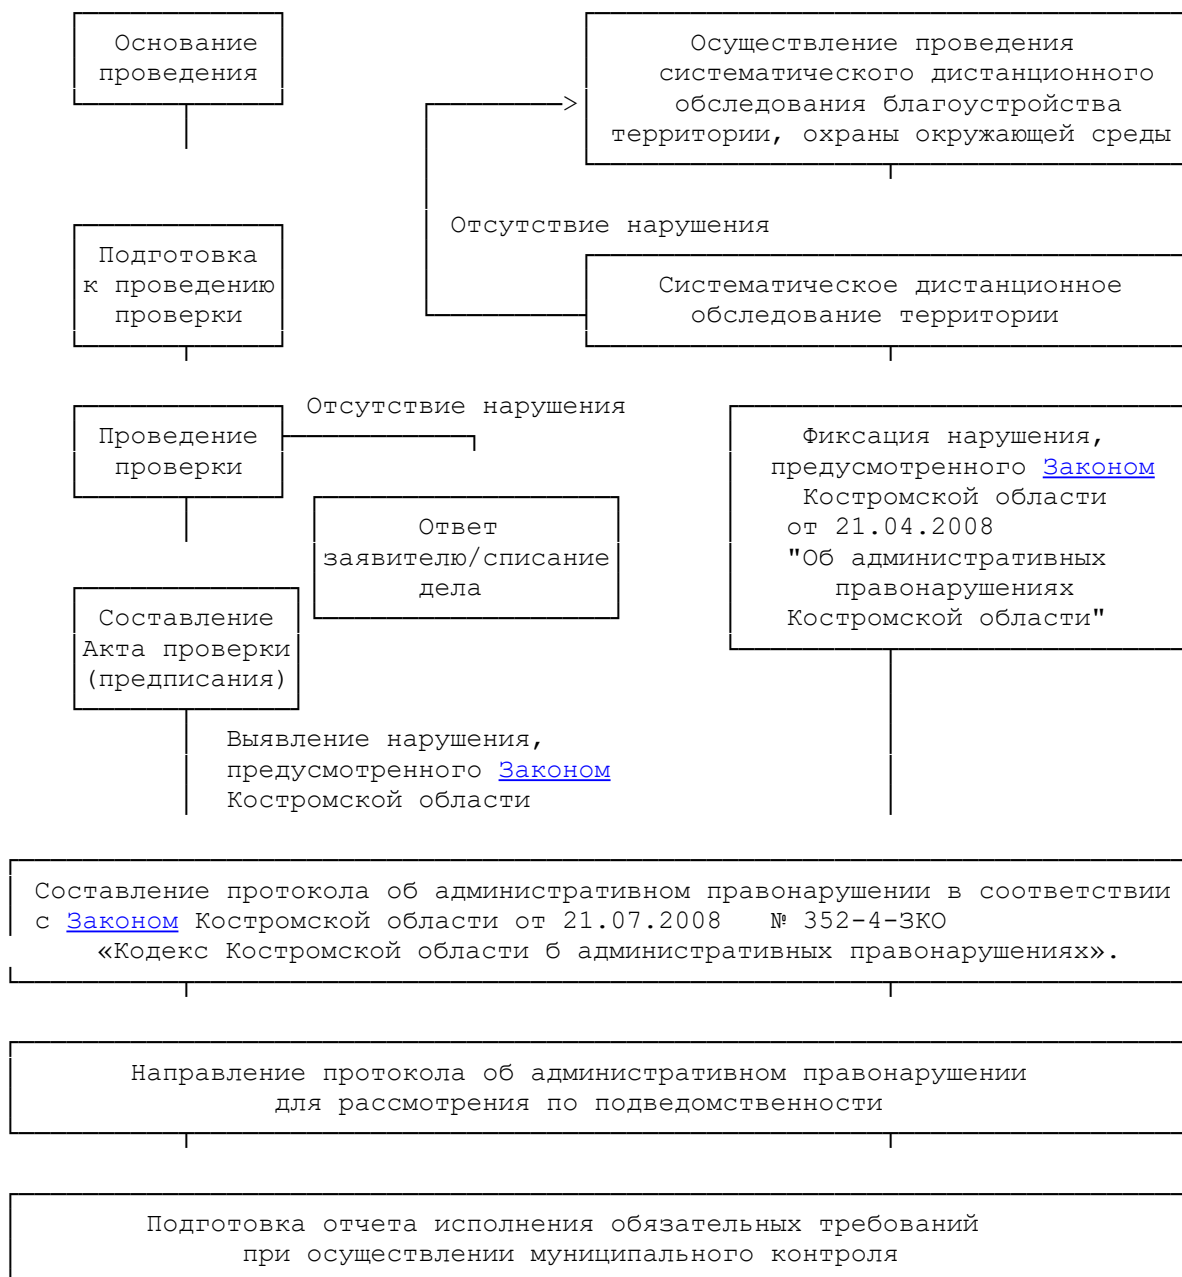 Основание
проведения
Осуществление проведения
систематического дистанционного
обследования благоустройства
территории, охраны окружающей среды
Отсутствие нарушения
Подготовка
к проведению
проверки
Систематическое дистанционное
обследование территории
Отсутствие нарушения
Проведение
проверки
Фиксация нарушения,
предусмотренного Законом
Костромской области
от 21.04.2008
"Об административных
правонарушениях
Костромской области"
Ответ
заявителю/списание
дела
Составление
Акта проверки
(предписания)
Выявление нарушения,
предусмотренного Законом
Костромской области
Составление протокола об административном правонарушении в соответствии
с Законом Костромской области от 21.07.2008 № 352-4-ЗКО
«Кодекс Костромской области б административных правонарушениях».
Направление протокола об административном правонарушении
для рассмотрения по подведомственности
Подготовка отчета исполнения обязательных требований
при осуществлении муниципального контроля